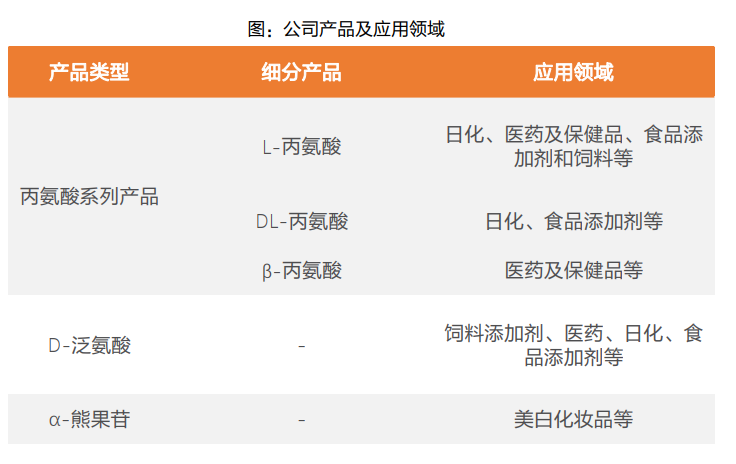 图：公司产品及应用领域
产品类型 细分产品 应用领域
丙氨酸系列产品
L-丙氨酸
日化、医药及保健品、食品添
加剂和饲料等
DL-丙氨酸 日化、食品添加剂等
β-丙氨酸 医药及保健品等
D-泛氨酸 -
饲料添加剂、医药、日化、食
品添加剂等
α-熊果苷 - 美白化妆品等